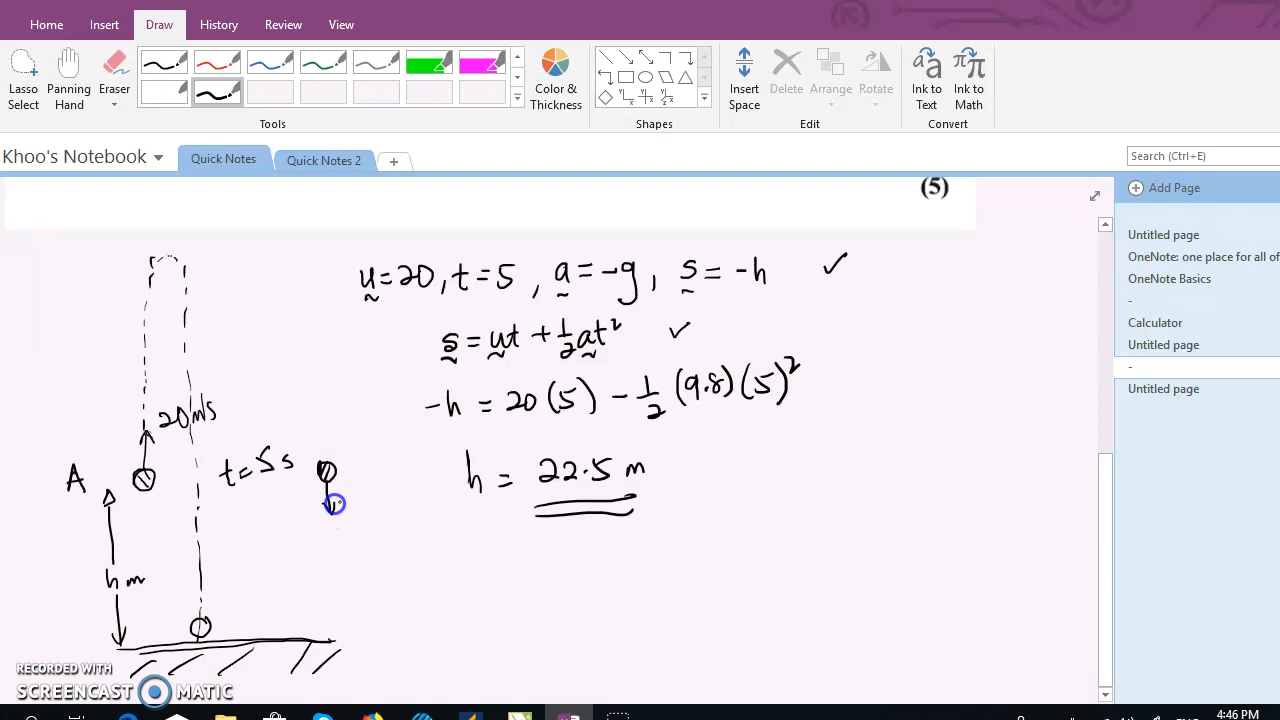 Home Insert Draw History Review View
Lasso Select
Panning Hand
Eraser
Color & Thickness
Insert Space
Delete
Arrange
Rotate
Ink to Text
Ink to Math
Tools
Shapes
Edit
Convert
Khoo's Notebook
Quick Notes
Quick Notes 2
+
Search (Ctrl+E)
Add Page
(5)
Untitled page
OneNote: one place for all of
OneNote Basics
-
Calculator
Untitled page
-
Untitled page
u = 20, t = 5, a = -g, s = -h ✓
s = ut + 1/2 at² ✓
-h = 20 (5) - 1/2 (9.8) (5)²
h = 22.5 m
20 m/s
A
t = 5 s
h m
RECORDED WITH
SCREENCAST MATIC
4:46 PM